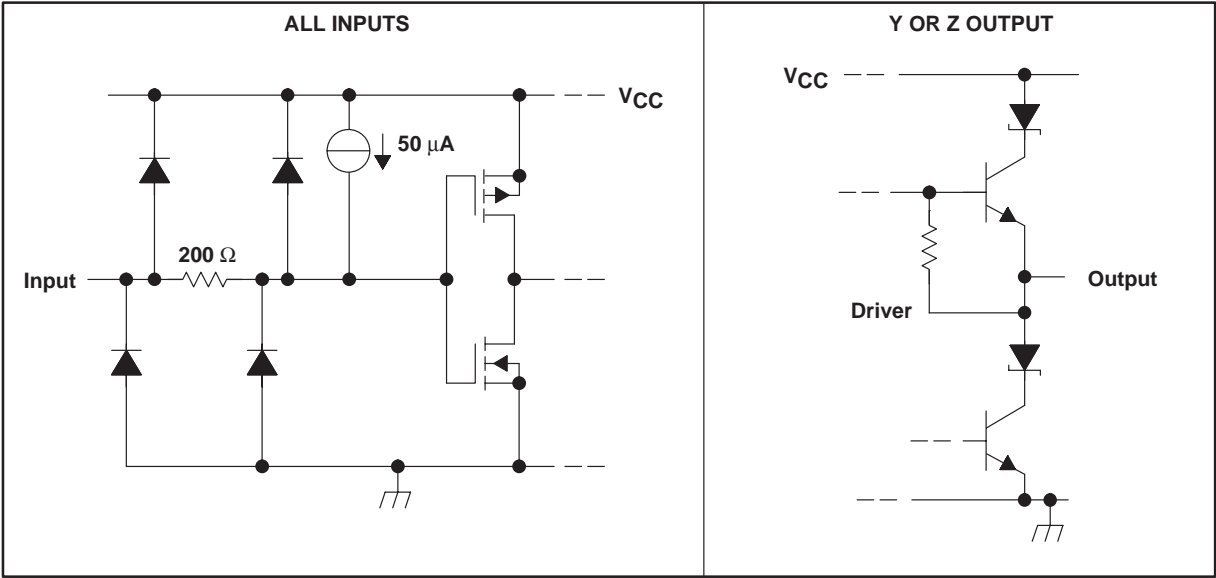 ALL INPUTS
VCC
50 μA
200 Ω
Input
Y OR Z OUTPUT
VCC
Output
Driver